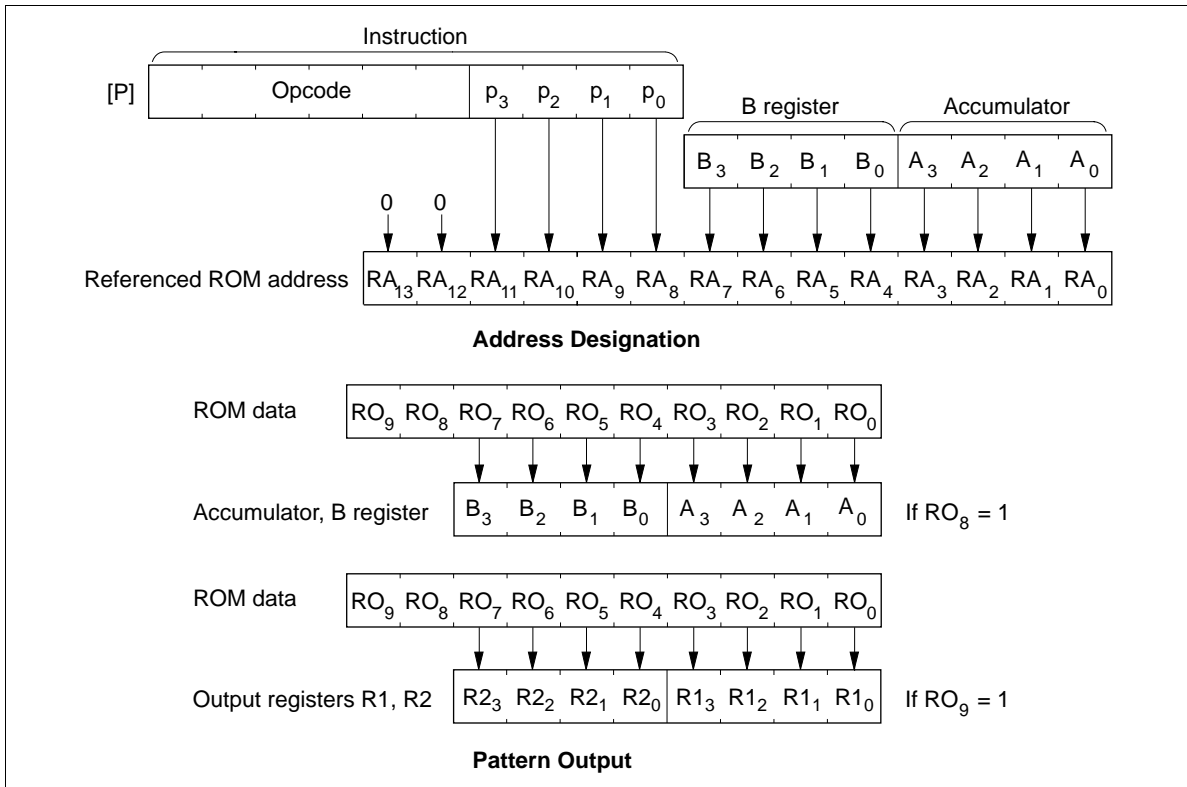 Instruction
[P] Opcode p3 p2 p1 p0
B register Accumulator
B3 B2 B1 B0 A3 A2 A1 A0
0 0
Referenced ROM address RA13 RA12 RA11 RA10 RA9 RA8 RA7 RA6 RA5 RA4 RA3 RA2 RA1 RA0
Address Designation
ROM data RO9 RO8 RO7 RO6 RO5 RO4 RO3 RO2 RO1 RO0
Accumulator, B register B3 B2 B1 B0 A3 A2 A1 A0 If RO8 = 1
ROM data RO9 RO8 RO7 RO6 RO5 RO4 RO3 RO2 RO1 RO0
Output registers R1, R2 R23 R22 R21 R20 R13 R12 R11 R10 If RO9 = 1
Pattern Output